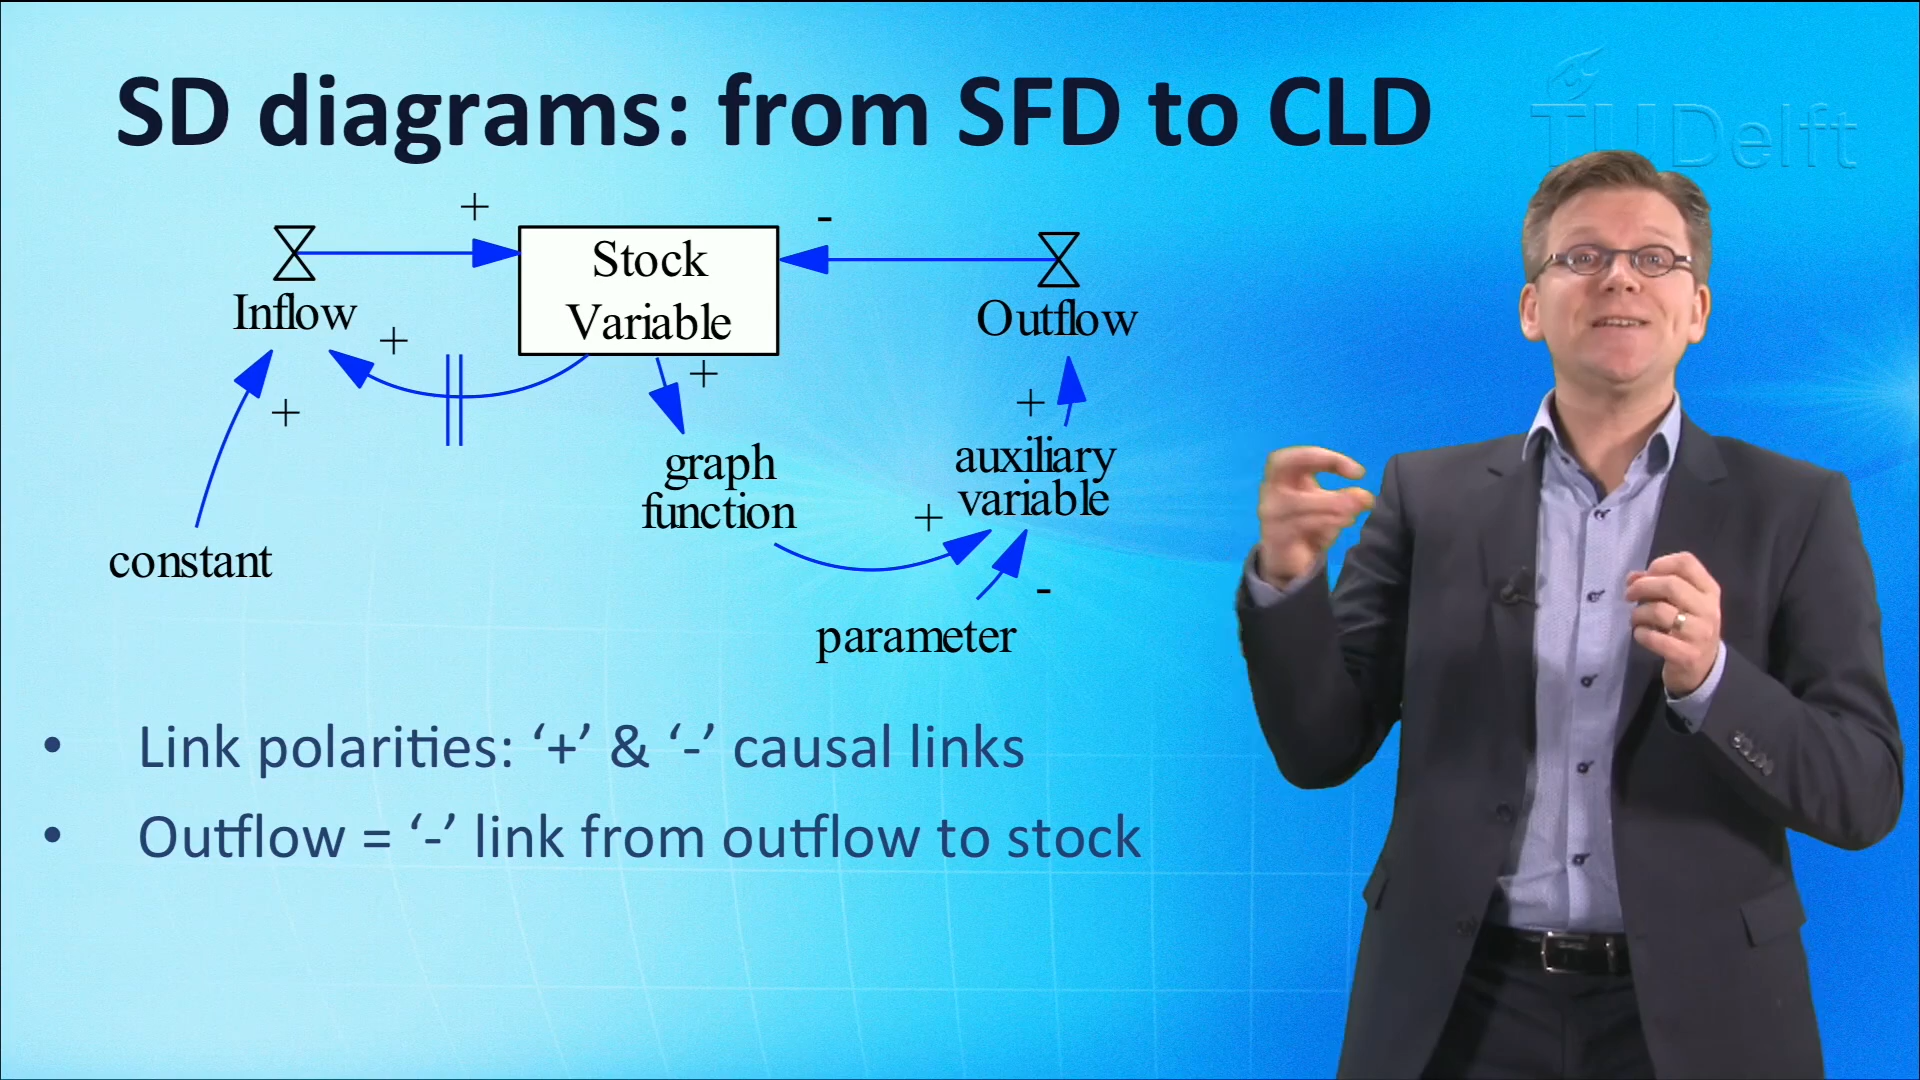 SD diagrams: from SFD to CLD
TUDelft
+
-
Stock
Variable
Inflow
Outflow
+
+
+
+
graph
function
auxiliary
variable
+
constant
-
parameter
• Link polarities: ‘+’ & ‘-’ causal links
• Outflow = ‘-’ link from outflow to stock